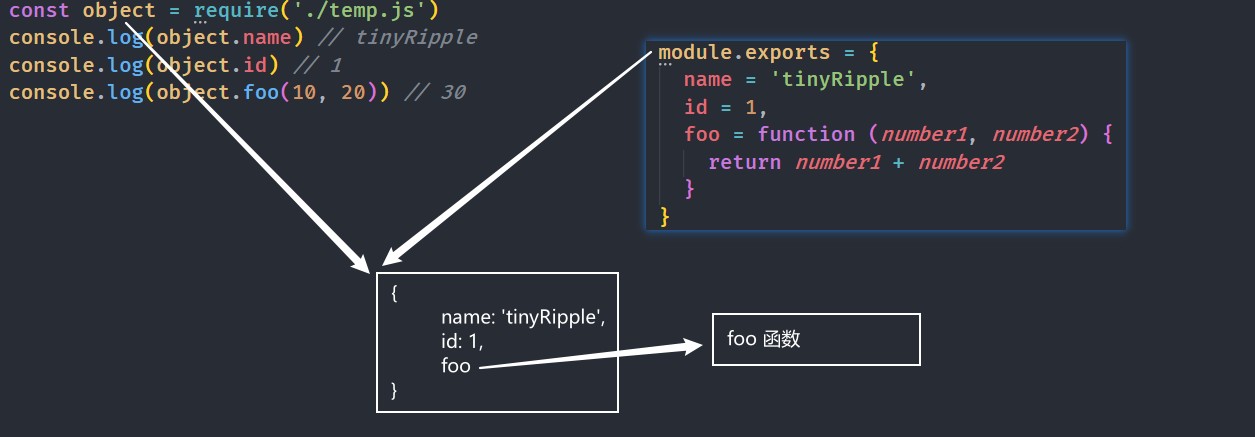 const object = require('./temp.js')
console.log(object.name) // tinyRipple
console.log(object.id) // 1
console.log(object.foo(10, 20)) // 30
module.exports = {
name = 'tinyRipple',
id = 1,
foo = function (number1, number2) {
return number1 + number2
}
}
{
name: 'tinyRipple',
id: 1,
foo
}
foo 函数